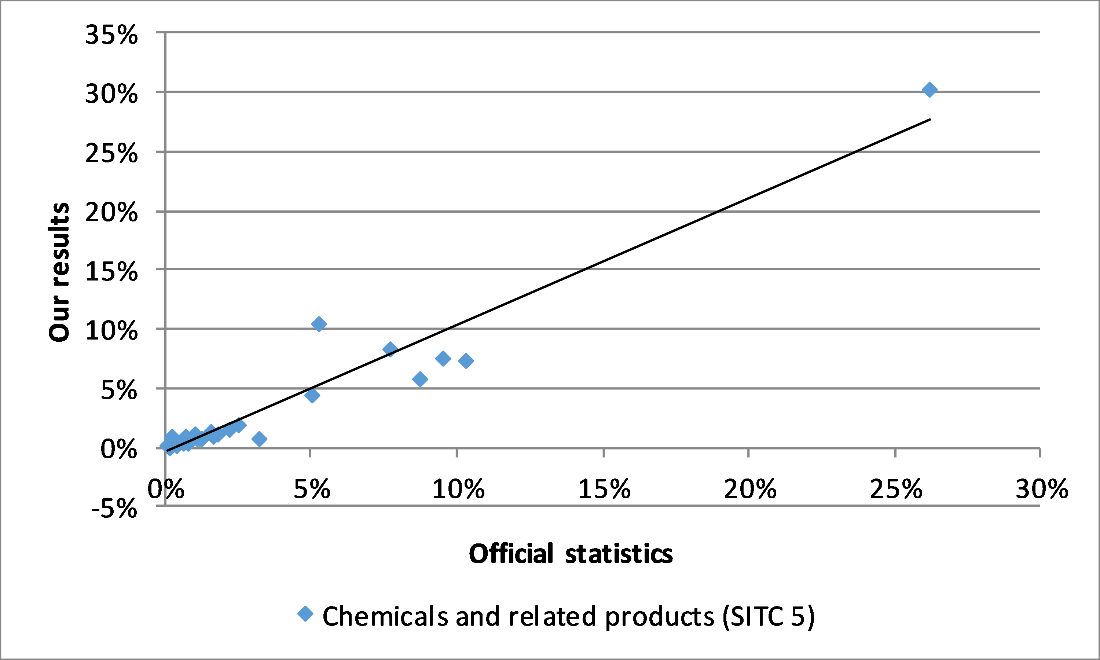 35%
30%
25%
20%
15%
10%
5%
0%
-5%
Our results
0% 5% 10% 15% 20% 25% 30%
Official statistics
Chemicals and related products (SITC 5)